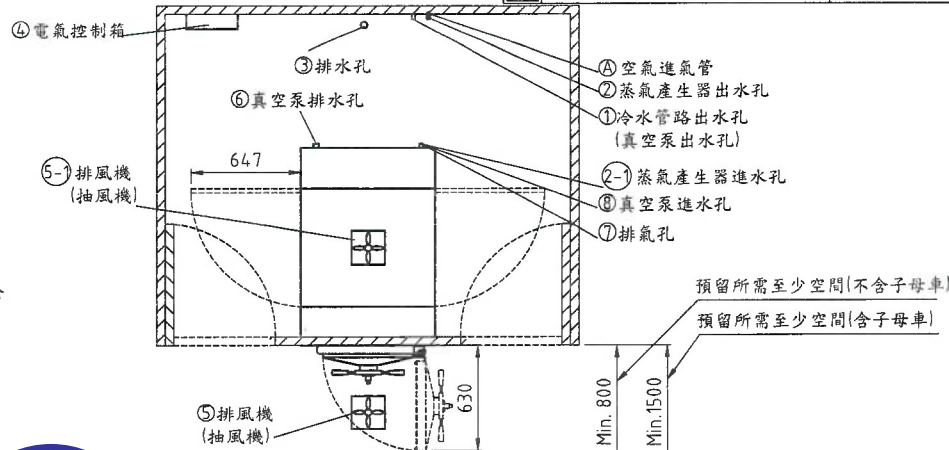 ④電氣控制箱
③排水孔
⑥真空泵排水孔
Ⓐ空氣進氣管
②蒸氣產生器出水孔
①冷水管路出水孔
(真空泵出水孔)
647
5-1排風機
(抽風機)
2-1蒸氣產生器進水孔
⑧真空泵進水孔
⑦排氣孔
預留所需至少空間(不含子母車)
預留所需至少空間(含子母車)
⑤排風機
(抽風機)
630
Min. 800
Min.1500